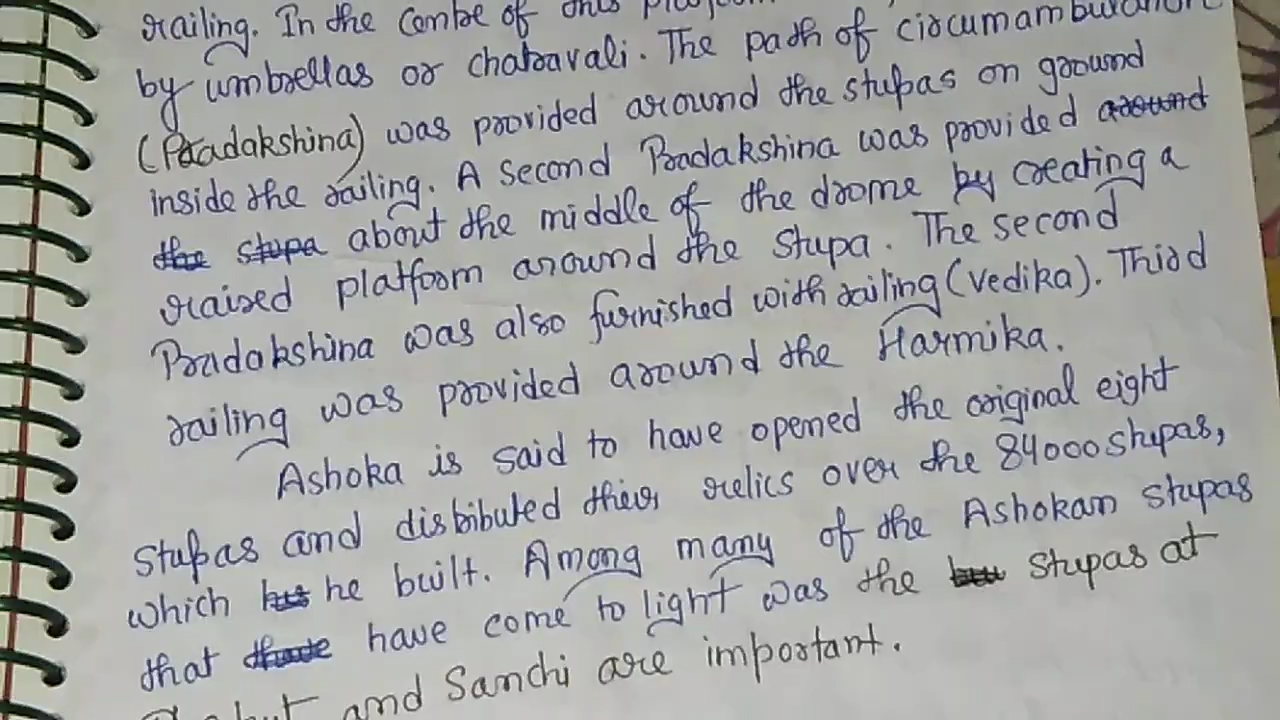 railing. In the centre of this
by umbrellas or chatravali. The path of circumambulation
(Pradakshina) was provided around the stupas on ground
inside the railing. A second Pradakshina was provided around
the stupa about the middle of the drome by creating a
raised platform around the stupa. The second
Pradakshina was also furnished with railing (vedika). Third
railing was provided around the Harmika.
Ashoka is said to have opened the original eight
stupas and distributed their relics over the 84000 stupas,
which has he built. Among many of the Ashokan stupas
that have come to light was the stupas at
and Sanchi are important.